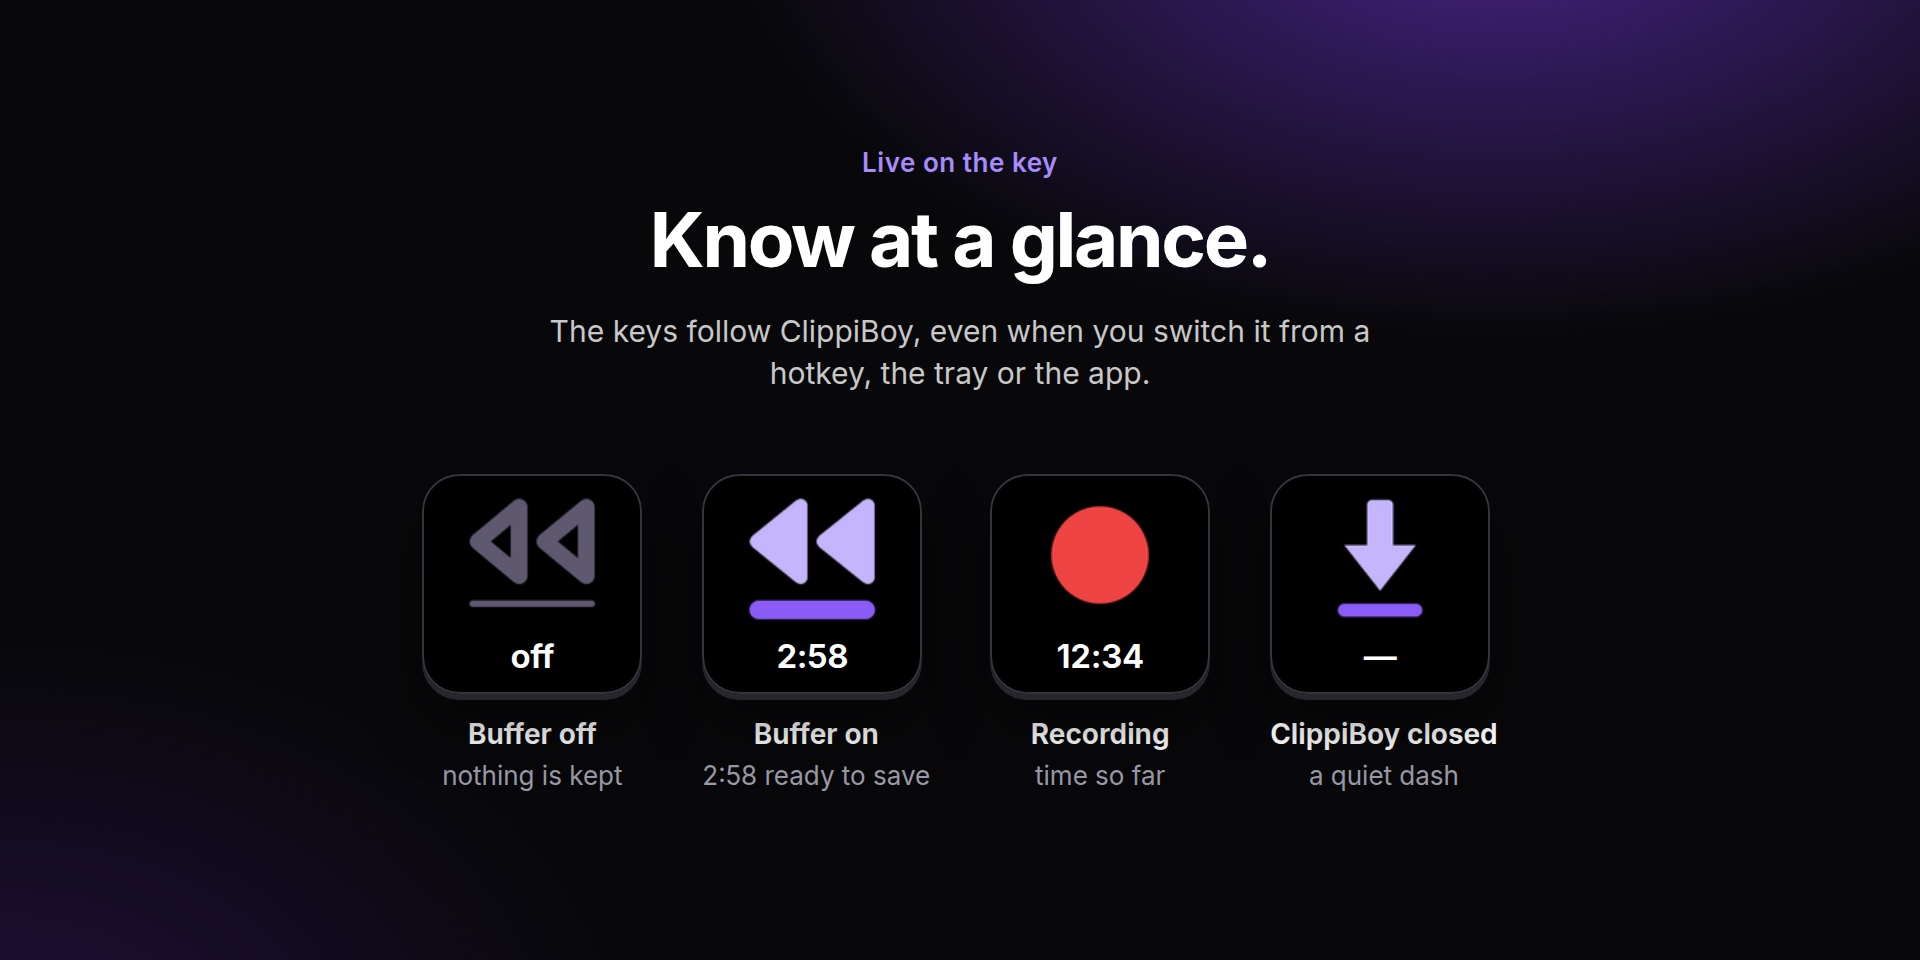 Live on the key
Know at a glance.
The keys follow ClippiBoy, even when you switch it from a
hotkey, the tray or the app.
off
2:58
12:34
—
Buffer off
Buffer on
Recording
ClippiBoy closed
nothing is kept
2:58 ready to save
time so far
a quiet dash